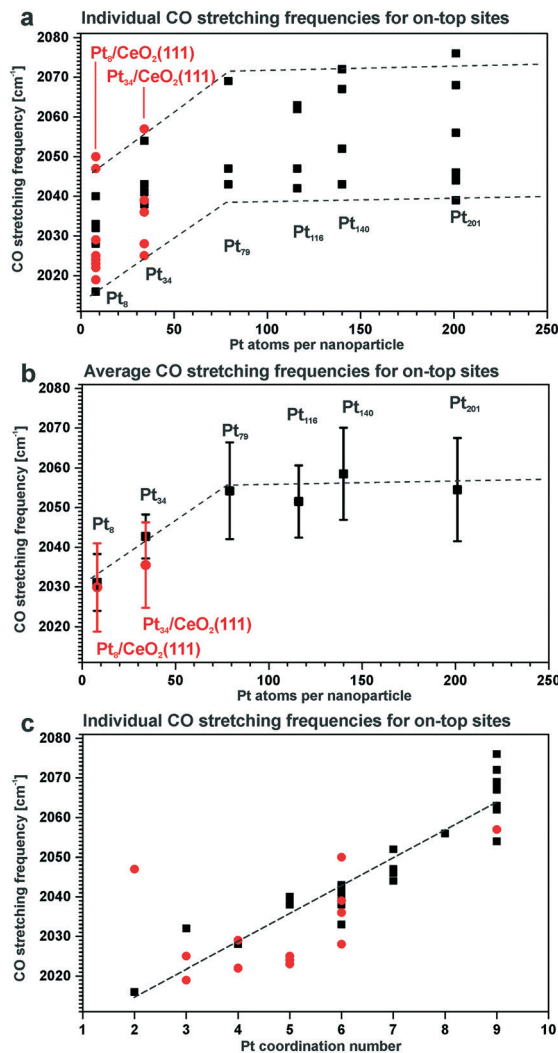 a Individual CO stretching frequencies for on-top sites
CO stretching frequency [cm⁻¹]
2080
2070
2060
2050
2040
2030
2020
Pt₈/CeO₂(111)
Pt₃₄/CeO₂(111)
Pt₈
Pt₃₄
Pt₇₉
Pt₁₁₆
Pt₁₄₀
Pt₂₀₁
0 50 100 150 200 250
Pt atoms per nanoparticle
b Average CO stretching frequencies for on-top sites
CO stretching frequency [cm⁻¹]
2080
2070
2060
2050
2040
2030
2020
Pt₈
Pt₃₄
Pt₇₉
Pt₁₁₆
Pt₁₄₀
Pt₂₀₁
Pt₃₄/CeO₂(111)
Pt₈/CeO₂(111)
0 50 100 150 200 250
Pt atoms per nanoparticle
c Individual CO stretching frequencies for on-top sites
CO stretching frequency [cm⁻¹]
2080
2070
2060
2050
2040
2030
2020
1 2 3 4 5 6 7 8 9 10
Pt coordination number